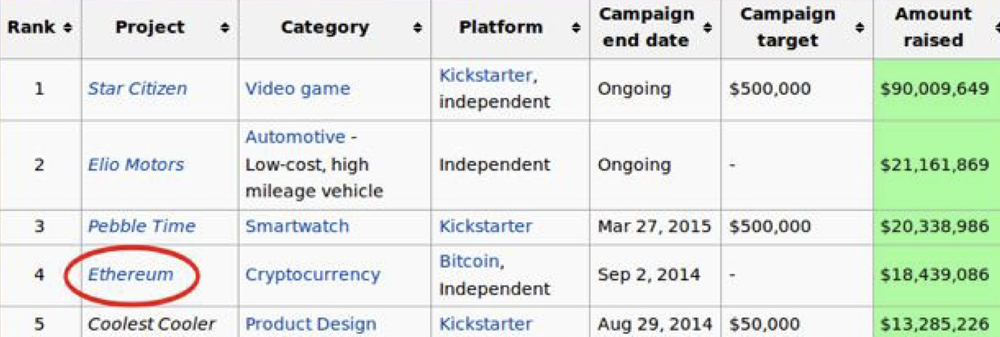 Rank Project Category Platform Campaign end date Campaign target Amount raised
1 Star Citizen Video game Kickstarter, independent Ongoing $500,000 $90,009,649
2 Elio Motors Automotive - Low-cost, high mileage vehicle Independent Ongoing - $21,161,869
3 Pebble Time Smartwatch Kickstarter Mar 27, 2015 $500,000 $20,338,986
4 Ethereum Cryptocurrency Bitcoin, Independent Sep 2, 2014 - $18,439,086
5 Coolest Cooler Product Design Kickstarter Aug 29, 2014 $50,000 $13,285,226